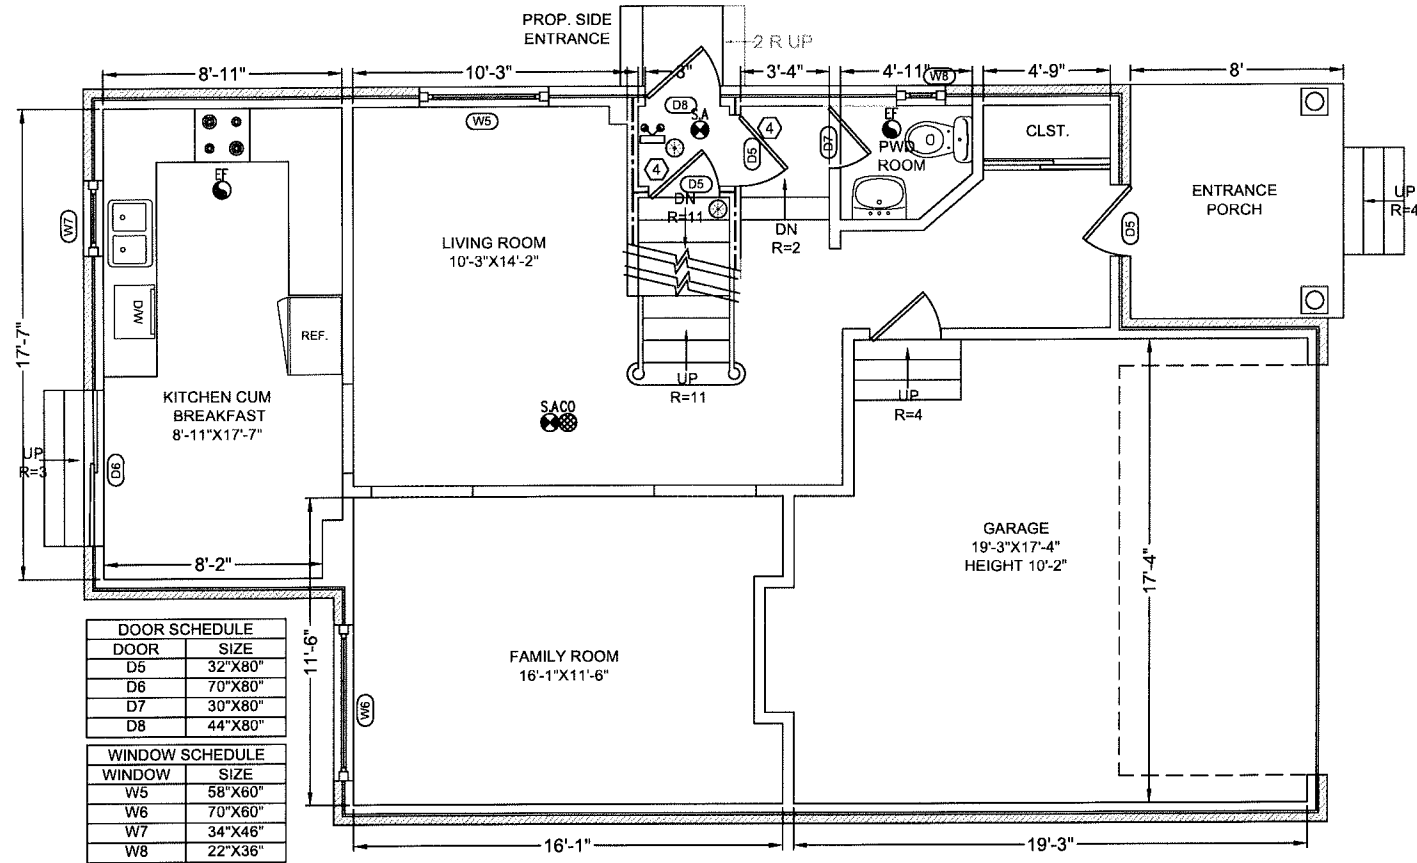 PROP. SIDE
ENTRANCE
2 R UP
8'-11"
10'-3"
3'-4"
4'-11"
W8
4'-9"
8'
W5
D8
S.A
4
D5
D7
EF
PWD
ROOM
CLST.
EF
4
D5
DN
R=11
DN
R=2
W7
LIVING ROOM
10'-3"X14'-2"
ENTRANCE
PORCH
D5
UP
R=4
D/W
REF.
17'-7"
KITCHEN CUM
BREAKFAST
8'-11"X17'-7"
S.A CO
UP
R=11
UP
R=4
UP
R=3
D6
8'-2"
GARAGE
19'-3"X17'-4"
HEIGHT 10'-2"
17'-4"
11'-6"
FAMILY ROOM
16'-1"X11'-6"
W6
DOOR SCHEDULE
DOOR SIZE
D5 32"X80"
D6 70"X80"
D7 30"X80"
D8 44"X80"
WINDOW SCHEDULE
WINDOW SIZE
W5 58"X60"
W6 70"X60"
W7 34"X46"
W8 22"X36"
16'-1"
19'-3"